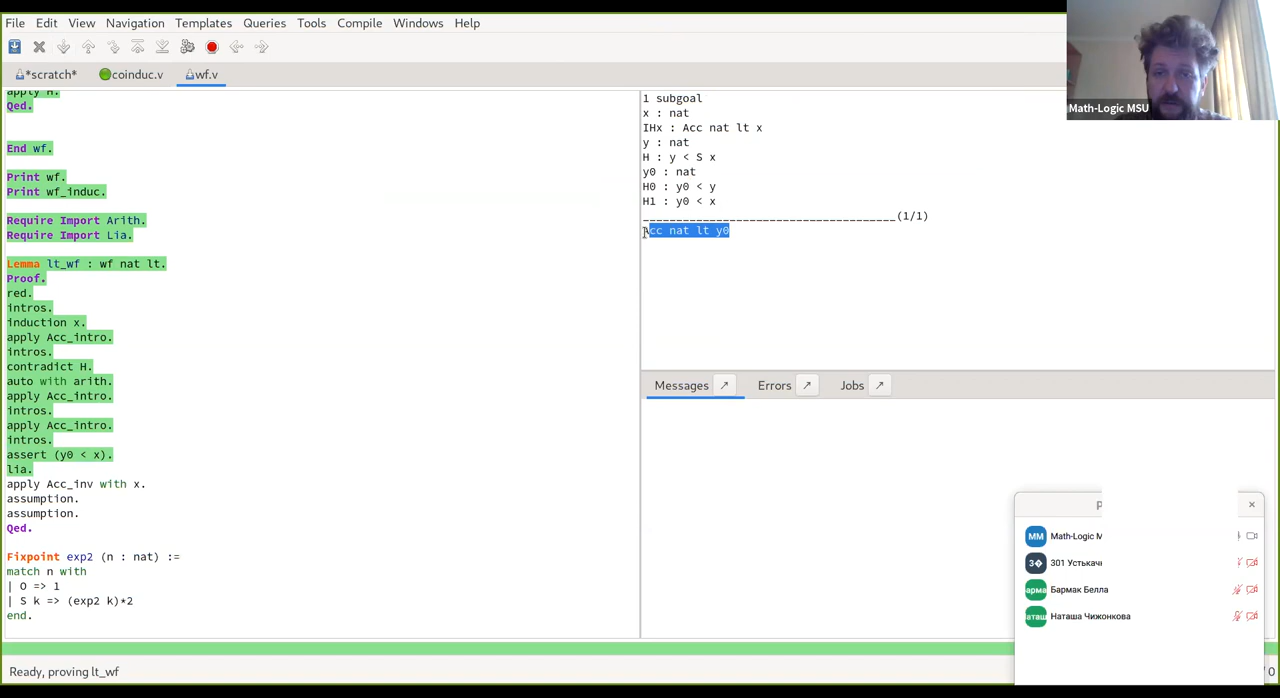 File Edit View Navigation Templates Queries Tools Compile Windows Help
*scratch* coinduc.v wf.v
apply H.
Qed.
End wf.
Print wf.
Print wf_induc.
Require Import Arith.
Require Import Lia.
Lemma lt_wf : wf nat lt.
Proof.
red.
intros.
induction x.
apply Acc_intro.
intros.
contradict H.
auto with arith.
apply Acc_intro.
intros.
apply Acc_intro.
intros.
assert (y0 < x).
lia.
apply Acc_inv with x.
assumption.
assumption.
Qed.
Fixpoint exp2 (n : nat) :=
match n with
| O => 1
| S k => (exp2 k)*2
end.
1 subgoal
x : nat
IHx : Acc nat lt x
y : nat
H : y < S x
y0 : nat
H0 : y0 < y
H1 : y0 < x
______________________________________(1/1)
Acc nat lt y0
Messages Errors Jobs
Math-Logic MSU
MM Math-Logic M
301 Устькач
Бармак Белла
Наташа Чижонкова
Ready, proving lt_wf